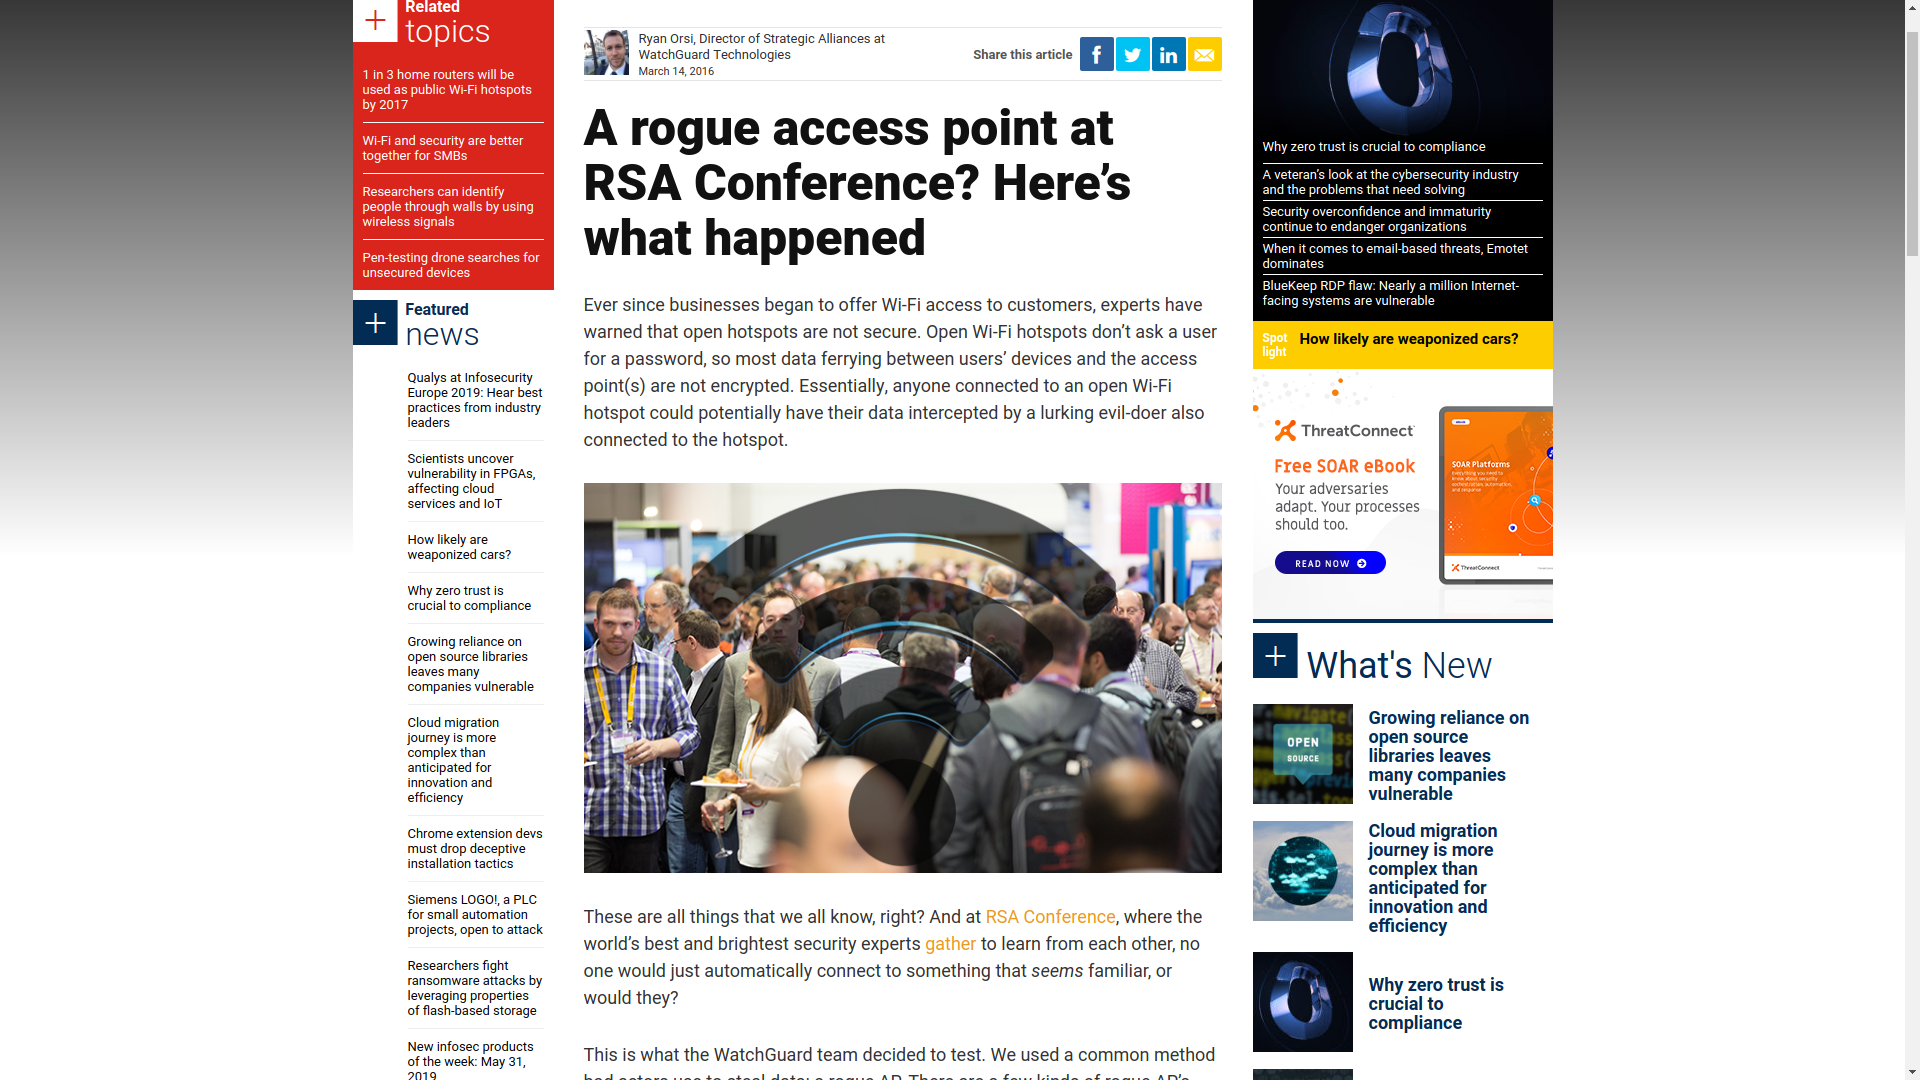 Related
topics
1 in 3 home routers will be
used as public Wi-Fi hotspots
by 2017
Wi-Fi and security are better
together for SMBs
Researchers can identify
people through walls by using
wireless signals
Pen-testing drone searches for
unsecured devices
Featured
news
Qualys at Infosecurity
Europe 2019: Hear best
practices from industry
leaders
Scientists uncover
vulnerability in FPGAs,
affecting cloud
services and IoT
How likely are
weaponized cars?
Why zero trust is
crucial to compliance
Growing reliance on
open source libraries
leaves many
companies vulnerable
Cloud migration
journey is more
complex than
anticipated for
innovation and
efficiency
Chrome extension devs
must drop deceptive
installation tactics
Siemens LOGO!, a PLC
for small automation
projects, open to attack
Researchers fight
ransomware attacks by
leveraging properties
of flash-based storage
New infosec products
of the week: May 31,
2019
Ryan Orsi, Director of Strategic Alliances at
WatchGuard Technologies
March 14, 2016
Share this article
A rogue access point at
RSA Conference? Here’s
what happened
Ever since businesses began to offer Wi-Fi access to customers, experts have
warned that open hotspots are not secure. Open Wi-Fi hotspots don’t ask a user
for a password, so most data ferrying between users’ devices and the access
point(s) are not encrypted. Essentially, anyone connected to an open Wi-Fi
hotspot could potentially have their data intercepted by a lurking evil-doer also
connected to the hotspot.
These are all things that we all know, right? And at RSA Conference, where the
world’s best and brightest security experts gather to learn from each other, no
one would just automatically connect to something that seems familiar, or
would they?
This is what the WatchGuard team decided to test. We used a common method
bad actors use to steal data: a rogue AP. There are a few kinds of rogue AP’s
Why zero trust is crucial to compliance
A veteran’s look at the cybersecurity industry
and the problems that need solving
Security overconfidence and immaturity
continue to endanger organizations
When it comes to email-based threats, Emotet
dominates
BlueKeep RDP flaw: Nearly a million Internet-
facing systems are vulnerable
Spot
light
How likely are weaponized cars?
ThreatConnect
Free SOAR eBook
Your adversaries
adapt. Your processes
should too.
READ NOW
SOAR Platforms
ThreatConnect
What's New
OPEN
SOURCE
Growing reliance on
open source
libraries leaves
many companies
vulnerable
Cloud migration
journey is more
complex than
anticipated for
innovation and
efficiency
Why zero trust is
crucial to
compliance